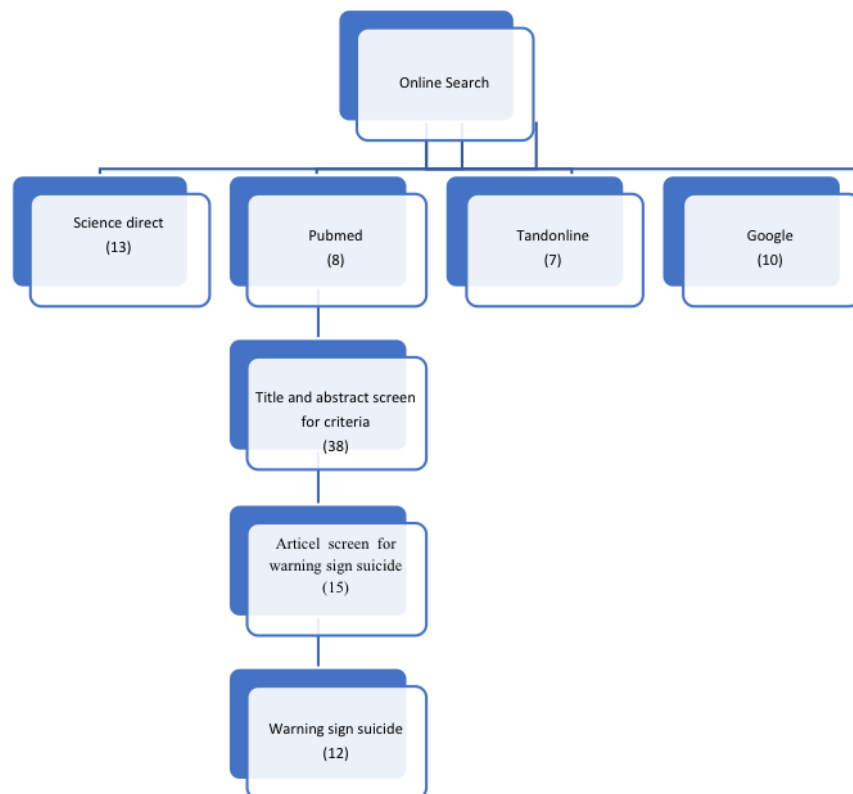 Online Search
Science direct
(13)
Pubmed
(8)
Tandonline
(7)
Google
(10)
Title and abstract screen
for criteria
(38)
Articel screen for
warning sign suicide
(15)
Warning sign suicide
(12)